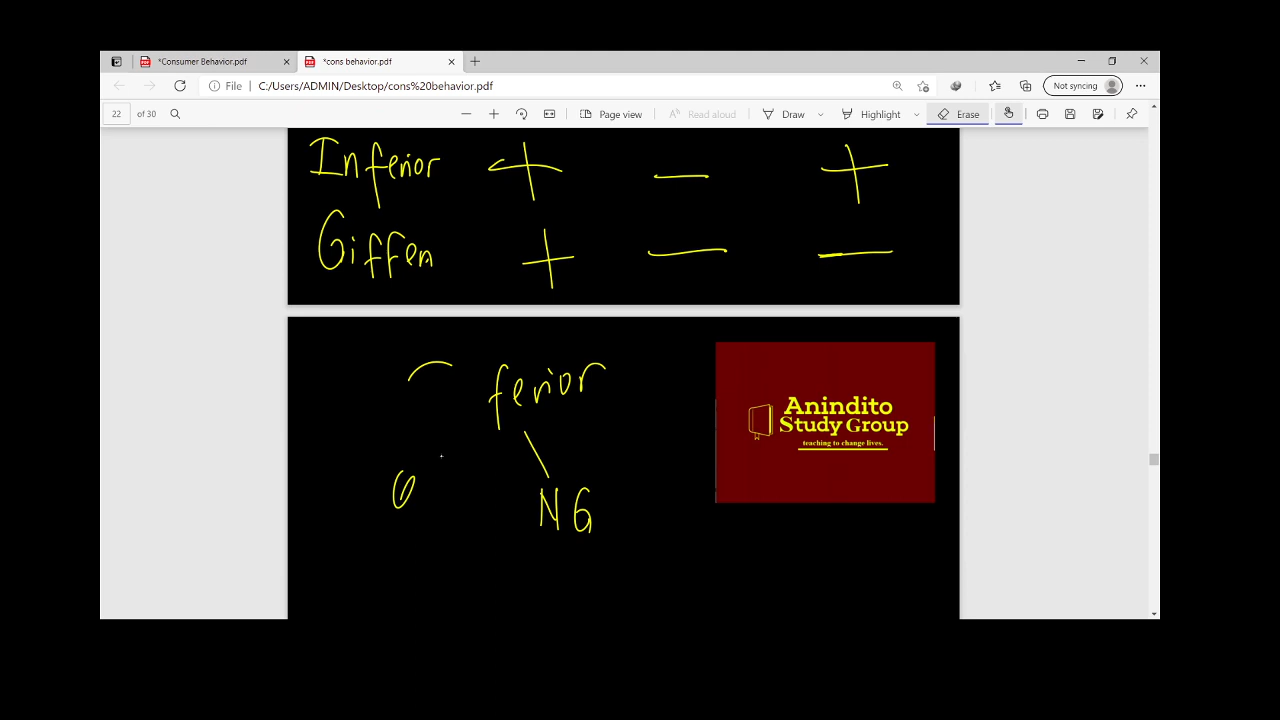 *Consumer Behavior.pdf *cons behavior.pdf
File C:/Users/ADMIN/Desktop/cons%20behavior.pdf Not syncing
22 of 30 Page view Read aloud Draw Highlight Erase
Inferior + − +
Giffen + − −
ferior
NG
Anindito
Study Group
teaching to change lives.